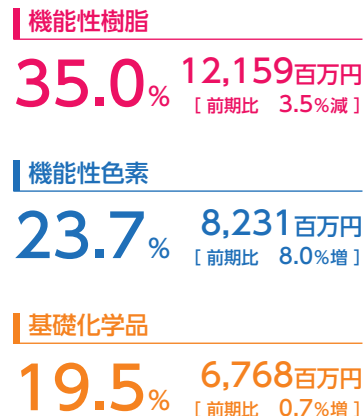 機能性樹脂
35.0% 12,159百万円
[ 前期比 3.5%減 ]
機能性色素
23.7% 8,231百万円
[ 前期比 8.0%増 ]
基礎化学品
19.5% 6,768百万円
[ 前期比 0.7%増 ]